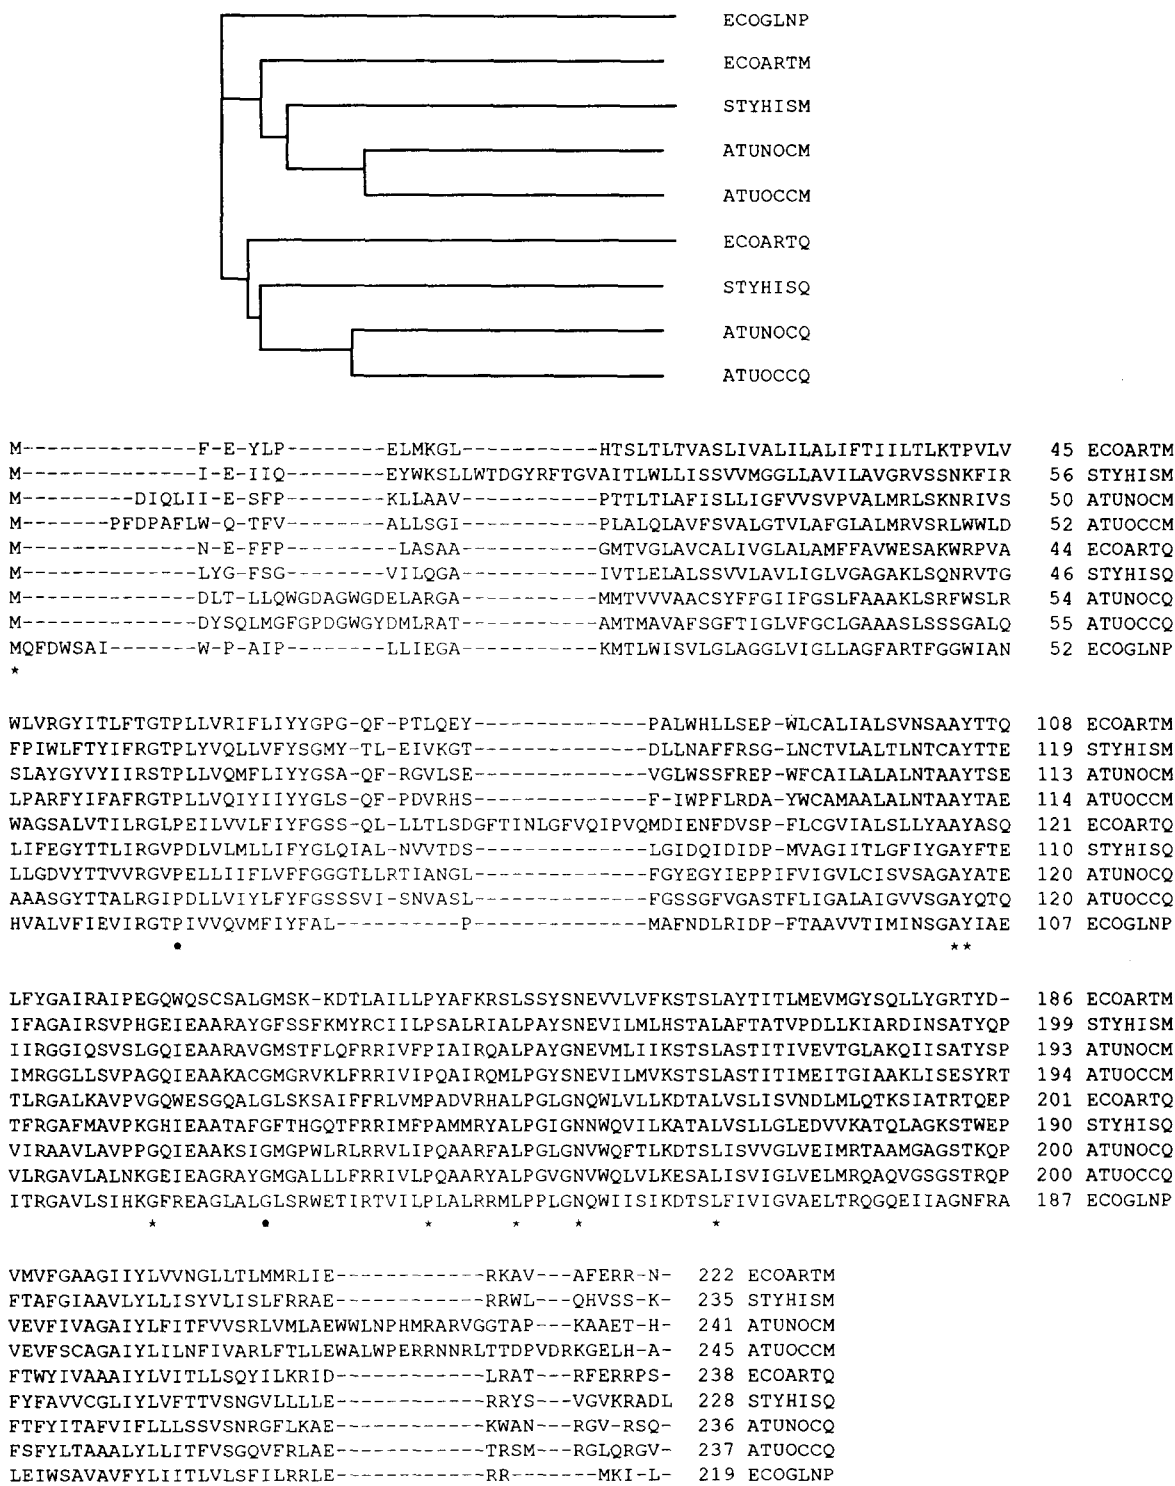 ECOGLNP
ECOARTM
STYHISM
ATUNOCM
ATUOCCM
ECOARTQ
STYHISQ
ATUNOCQ
ATUOCCQ
M-------------F-E-YLP--------ELMKGL-----------HTSLTLTVASLIVALILALIFTIILTLKTPVLV 45 ECOARTM
M-------------I-E-IIQ--------EYWKSLLWTDGYRFTGVAITLWLLISSVVMGGLLAVILAVGRVSSNKFIR 56 STYHISM
M---------DIQLII-E-SFP--------KLLAAV-----------PTTLTLAFISLLIGFVVSVPVALMRLSKNRIVS 50 ATUNOCM
M-------PFDPAFLW-Q-TFV--------ALLSGI-----------PLALQLAVFSVALGTVLAFGLALMRVSRLWWLD 52 ATUOCCM
M-------------N-E-FFP---------LASAA-----------GMTVGLAVCALIVGLALAMFFAVWESAKWRPVA 44 ECOARTQ
M-------------LYG-FSG--------VILQGA-----------IVTLELALSSVVLAVLIGLVGAGAKLSQNRVTG 46 STYHISQ
M-------------DLT-LLQWGDAGWGDELARGA-----------MMTVVVAACSYFFGIIFGSLFAAAKLSRFWSLR 54 ATUNOCQ
M-------------DYSQLMGFGPDGWGYDMLRAT-----------AMTMAVAFSGFTIGLVFGCLGAAASLSSSGALQ 55 ATUOCCQ
MQFDWSAI-------W-P-AIP--------LLIEGA-----------KMTLWISVLGLAGGLVIGLLAGFARTFGGWIAN 52 ECOGLNP
*
WLVRGYITLFTGTPLLVRIFLIYYGPG-QF-PTLQEY--------------PALWHLLSEP-WLCALIALSVNSAAYTTQ 108 ECOARTM
FPIWLFTYIFRGTPLYVQLLVFYSGMY-TL-EIVKGT--------------DLLNAFFRSG-LNCTVLALTLNTCAYTTE 119 STYHISM
SLAYGYVYIIRSTPLLVQMFLIYYGSA-QF-RGVLSE--------------VGLWSSFREP-WFCAILALALNTAAYTSE 113 ATUNOCM
LPARFYIFAFRGTPLLVQIYIIYYGLS-QF-PDVRHS--------------F-IWPFLRDA-YWCAMAALALNTAAYTAE 114 ATUOCCM
WAGSALVTILRGLPEILVVLFIYFGSS-QL-LLTLSDGFTINLGFVQIPVQMDIENFDVSP-FLCGVIALSLLYAAYASQ 121 ECOARTQ
LIFEGYTTLIRGVPDLVLMLLIFYGLQIAL-NVVTDS--------------LGIDQIDIDP-MVAGIITLGFIYGAYFTE 110 STYHISQ
LLGDVYTTVVRGVPELLIIFLVFFGGGTLLRTIANGL--------------FGYEGYIEPPIFVIGVLCISVSAGAYATE 120 ATUNOCQ
AAASGYTTALRGIPDLLVIYLFYFGSSSVI-SNVASL--------------FGSSGFVGASTFLIGALAIGVVSGAYQTQ 120 ATUOCCQ
HVALVFIEVIRGTPIVVQVMFIYFAL----------P--------------MAFNDLRIDP-FTAAVVTIMINSGAYIAE 107 ECOGLNP
• **
LFYGAIRAIPEGQWQSCSALGMSK-KDTLAILLPYAFKRSLSSYSNEVVLVFKSTSLAYTITLMEVMGYSQLLYGRTYD- 186 ECOARTM
IFAGAIRSVPHGEIEAARAYGFSSFKMYRCIILPSALRIALPAYSNEVILMLHSTALAFTATVPDLLKIARDINSATYQP 199 STYHISM
IIRGGIQSVSLGQIEAARAVGMSTFLQFRRIVFPIAIRQALPAYGNEVMLIIKSTSLASTITIVEVTGLAKQIISATYSP 193 ATUNOCM
IMRGGLLSVPAGQIEAAKACGMGRVKLFRRIVIPQAIRQMLPGYSNEVILMVKSTSLASTITIMEITGIAAKLISESYRT 194 ATUOCCM
TLRGALKAVPVGQWESGQALGLSKSAIFFRLVMPADVRHALPGLGNQWLVLLKDTALVSLISVNDLMLQTKSIATRTQEP 201 ECOARTQ
TFRGAFMAVPKGHIEAATAFGFTHGQTFRRIMFPAMMRYALPGIGNNWQVILKATALVSLLGLEDVVKATQLAGKSTWEP 190 STYHISQ
VIRAAVLAVPPGQIEAAKSIGMGPWLRLRRVLIPQAARFALPGLGNVWQFTLKDTSLISVVGLVEIMRTAAMGAGSTKQP 200 ATUNOCQ
VLRGAVLALNKGEIEAGRAYGMGALLLFRRIVLPQAARYALPGVGNVWQLVLKESALISVIGLVELMRQAQVGSGSTRQP 200 ATUOCCQ
ITRGAVLSIHKGFREAGLALGLSRWETIRTVILPLALRRMLPPLGNQWIISIKDTSLFIVIGVAELTRQGQEIIAGNFRA 187 ECOGLNP
* • * * * *
VMVFGAAGIIYLVVNGLLTLMMRLIE------------RKAV---AFERR-N- 222 ECOARTM
FTAFGIAAVLYLLISYVLISLFRRAE------------RRWL---QHVSS-K- 235 STYHISM
VEVFIVAGAIYLFITFVVSRLVMLAEWWLNPHMRARVGGTAP---KAAET-H- 241 ATUNOCM
VEVFSCAGAIYLILNFIVARLFTLLEWALWPERRNNRLTTDPVDRKGELH-A- 245 ATUOCCM
FTWYIVAAAIYLVITLLSQYILKRID------------LRAT---RFERRPS- 238 ECOARTQ
FYFAVVCGLIYLVFTTVSNGVLLLLE------------RRYS---VGVKRADL 228 STYHISQ
FTFYITAFVIFLLLSSVSNRGFLKAE------------KWAN---RGV-RSQ- 236 ATUNOCQ
FSFYLTAAALYLLITFVSGQVFRLAE------------TRSM---RGLQRGV- 237 ATUOCCQ
LEIWSAVAVFYLIITLVLSFILRRLE------------RR-------MKI-L- 219 ECOGLNP